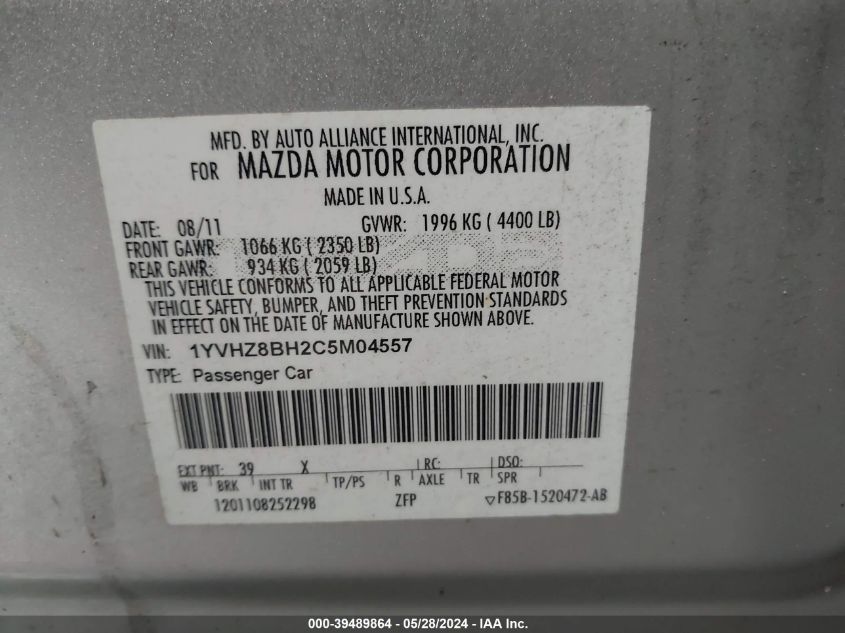 MFD. BY AUTO ALLIANCE INTERNATIONAL, INC.
FOR MAZDA MOTOR CORPORATION
MADE IN U.S.A.
DATE: 08/11 GVWR: 1996 KG ( 4400 LB)
FRONT GAWR: 1066 KG ( 2350 LB)
REAR GAWR: 934 KG ( 2059 LB)
THIS VEHICLE CONFORMS TO ALL APPLICABLE FEDERAL MOTOR
VEHICLE SAFETY, BUMPER, AND THEFT PREVENTION STANDARDS
IN EFFECT ON THE DATE OF MANUFACTURE SHOWN ABOVE.
VIN: 1YVHZ8BH2C5M04557
TYPE: Passenger Car
EXT PNT: 39 X RC: DSO:
WB BRK INT TR TP/PS R AXLE TR SPR
1201108252298 ZFP ▽F85B-1520472-AB
000-39489864 - 05/28/2024 - IAA Inc.